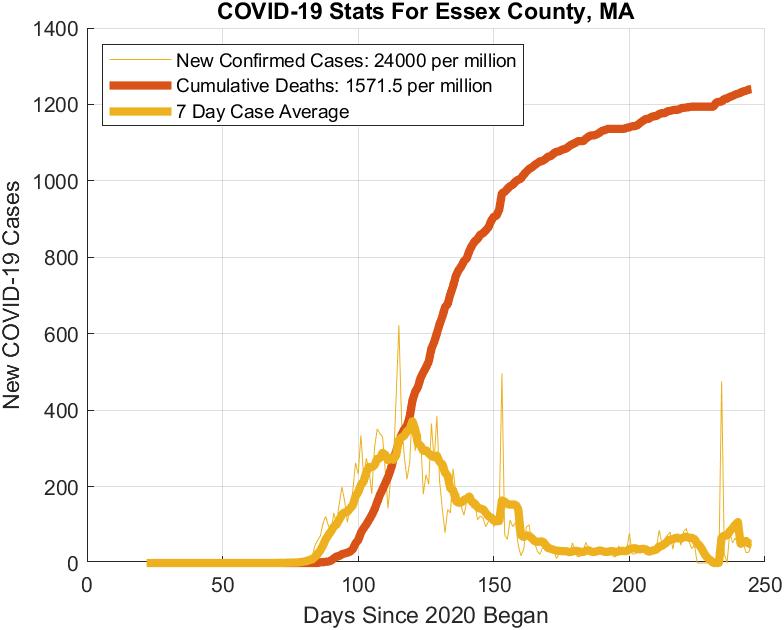 COVID-19 Stats For Essex County, MA
1400
New Confirmed Cases: 24000 per million
Cumulative Deaths: 1571.5 per million
7 Day Case Average
1200
1000
800
600
400
200
0
New COVID-19 Cases
0 50 100 150 200 250
Days Since 2020 Began